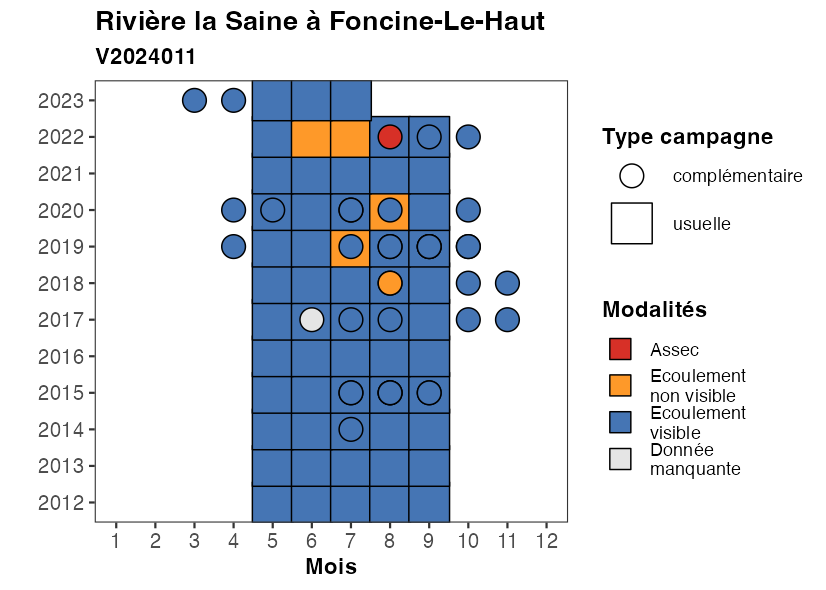 Rivière la Saine à Foncine-Le-Haut
V2024011
2023
2022
2021
2020
2019
2018
2017
2016
2015
2014
2013
2012
1 2 3 4 5 6 7 8 9 10 11 12
Mois
Type campagne
complémentaire
usuelle
Modalités
Assec
Ecoulement
non visible
Ecoulement
visible
Donnée
manquante